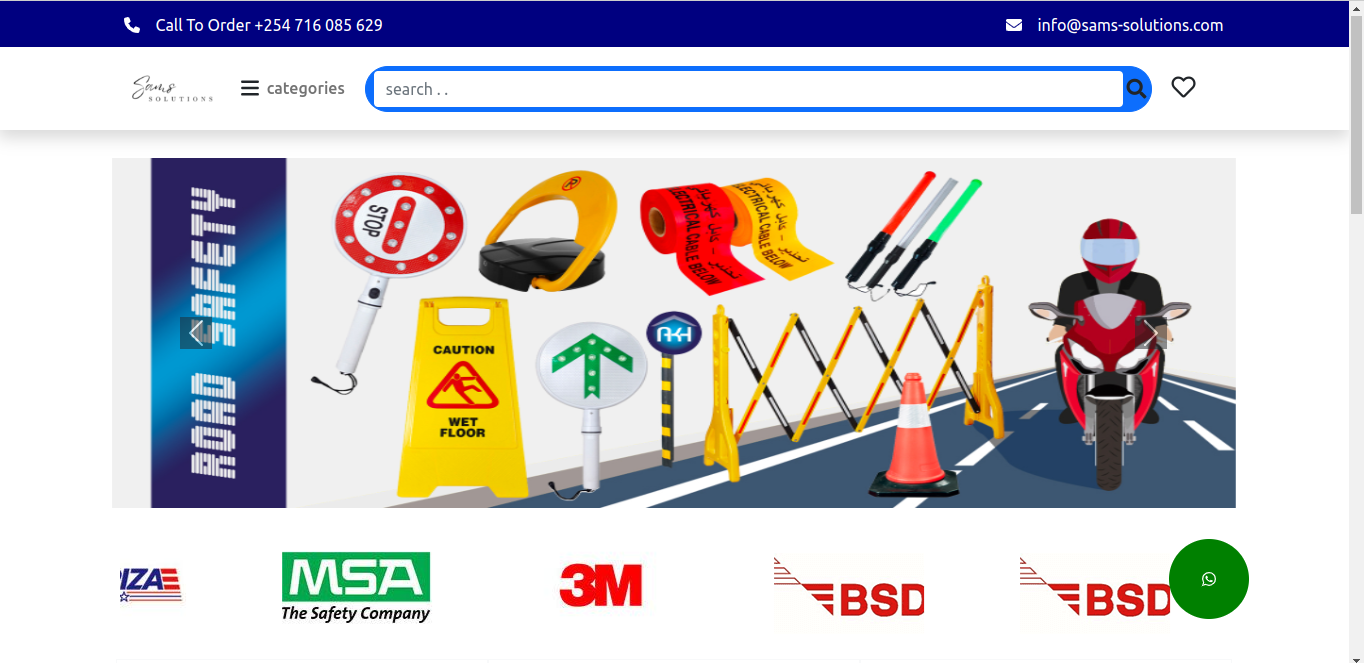 Call To Order +254 716 085 629
info@sams-solutions.com
Sams
SOLUTIONS
categories
search . .
ROAD SAFETY
STOP
ELECTRICAL CABLE BELOW
ELECTRICAL CABLE BELOW
CAUTION
WET
FLOOR
AKH
IZA
MSA
The Safety Company
3M
BSD
BSD